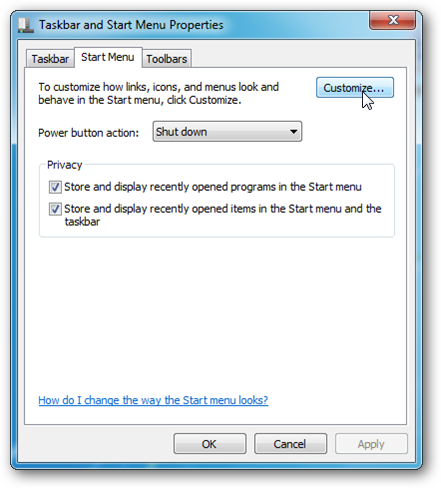 Taskbar and Start Menu Properties
Taskbar
Start Menu
Toolbars
To customize how links, icons, and menus look and
behave in the Start menu, click Customize.
Customize...
Power button action:
Shut down
Privacy
Store and display recently opened programs in the Start menu
Store and display recently opened items in the Start menu and the
taskbar
How do I change the way the Start menu looks?
OK
Cancel
Apply